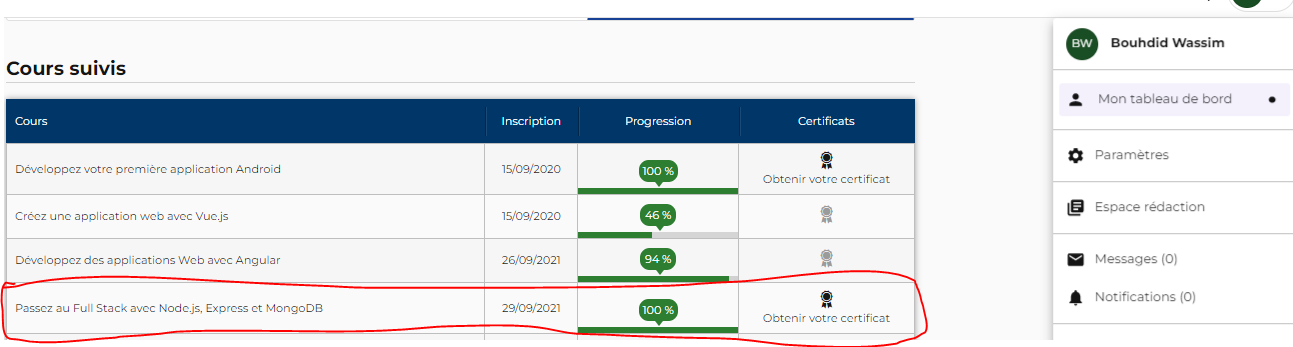 BW Bouhdid Wassim
Cours suivis
Mon tableau de bord
Cours Inscription Progression Certificats
Paramètres
Développez votre première application Android 15/09/2020 100 % Obtenir votre certificat
Espace rédaction
Créez une application web avec Vue.js 15/09/2020 46 %
Développez des applications Web avec Angular 26/09/2021 94 %
Messages (0)
Notifications (0)
Passez au Full Stack avec Node.js, Express et MongoDB 29/09/2021 100 % Obtenir votre certificat